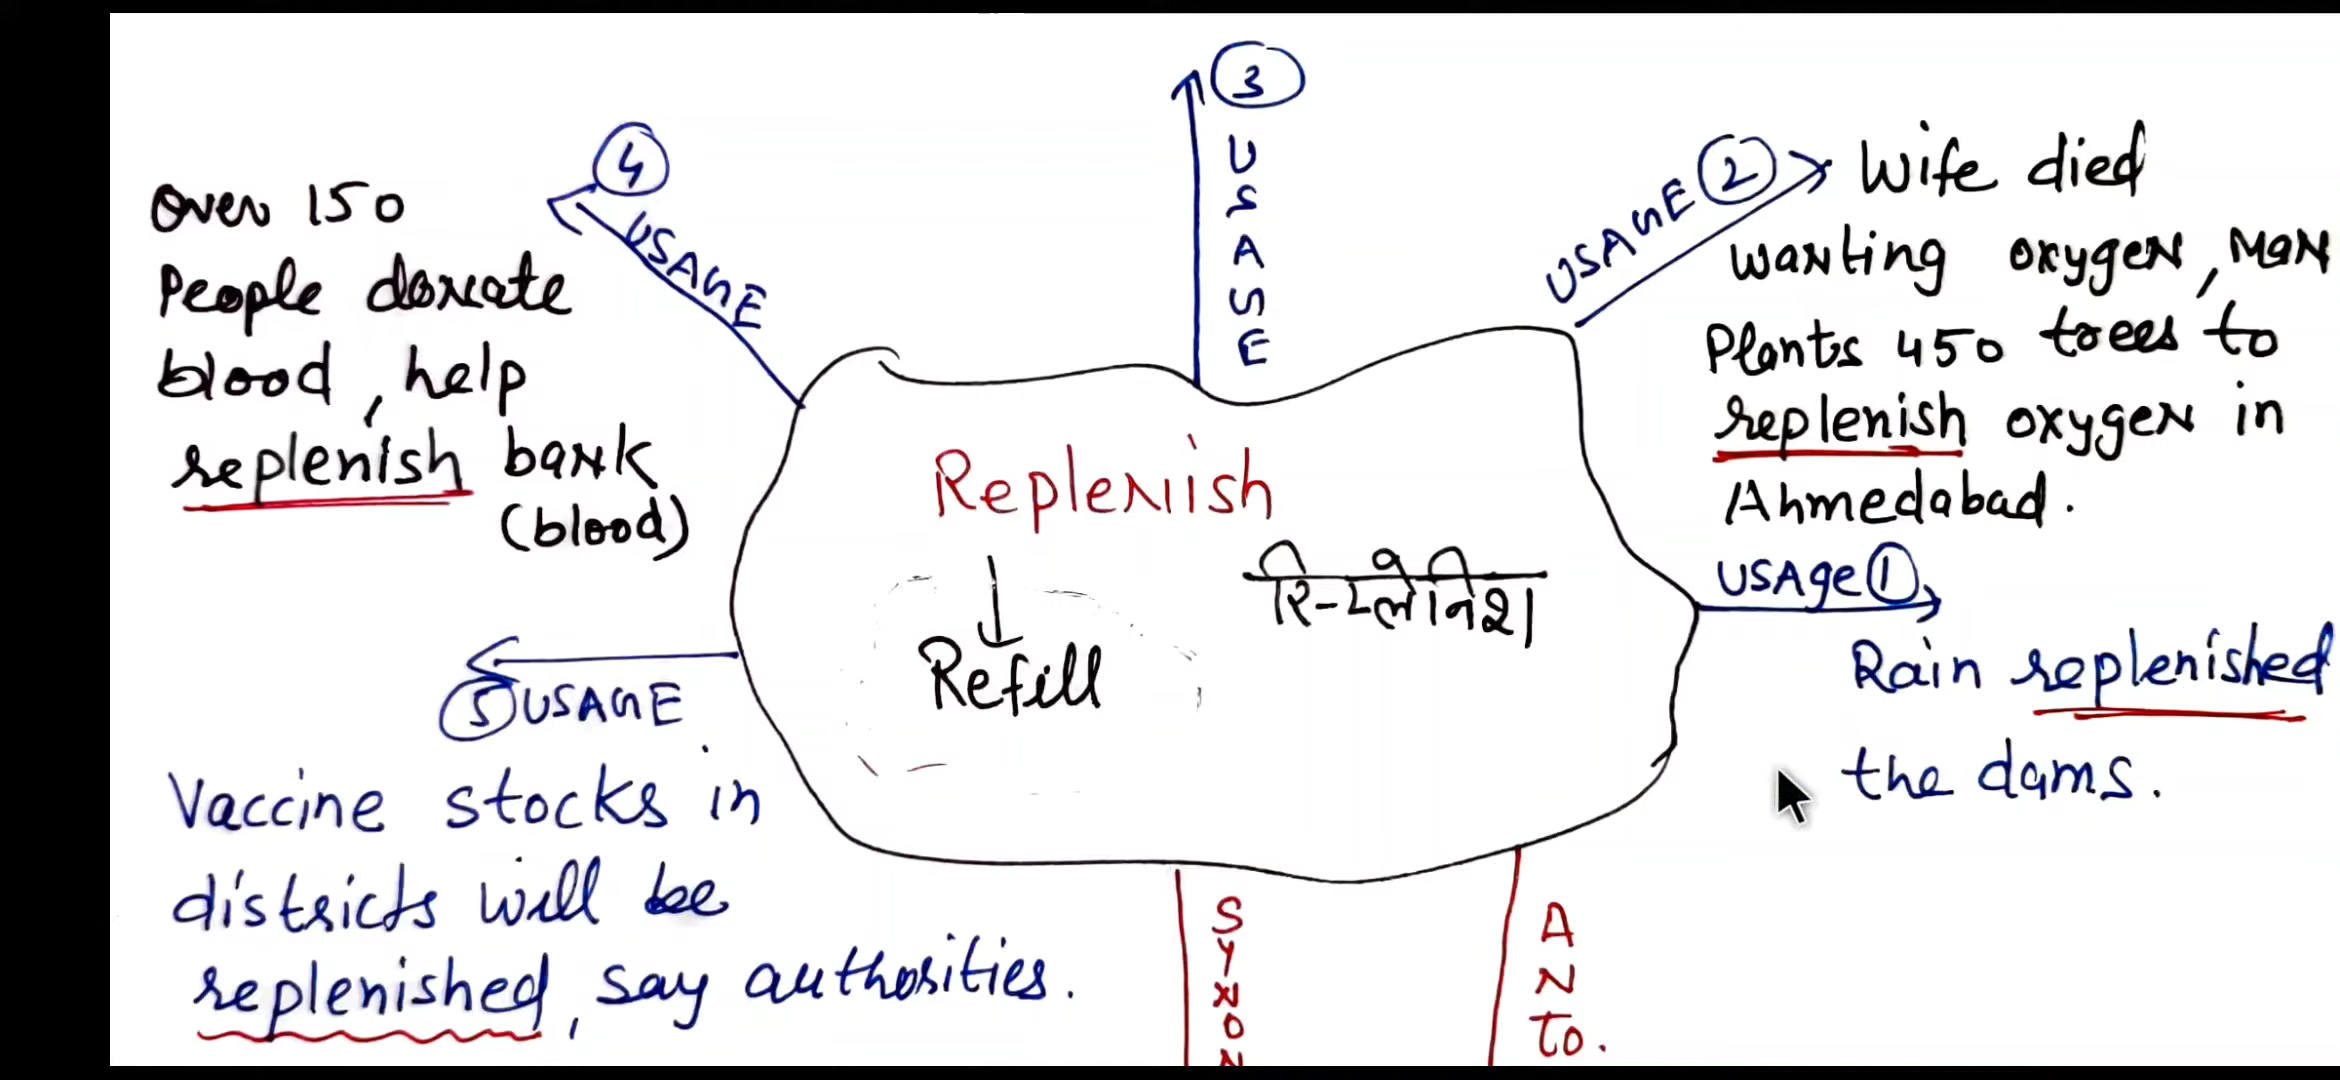 Over 150
People donate
blood, help
replenish bank
(blood)
4
USAGE
3
USAGE
USAGE 2
Wife died
wanting oxygen, man
Plants 450 trees to
replenish oxygen in
Ahmedabad.
Replenish
रि-प्लेनिश
Refill
USAge 1
Rain replenished
the dams.
5 USAGE
Vaccine stocks in
districts will be
replenished, say authorities.
SYNON
ANTO.